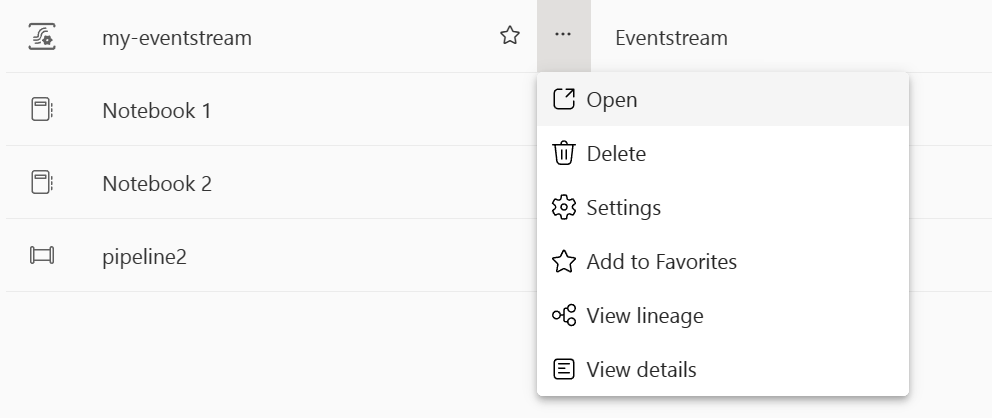 my-eventstream ... Eventstream
Open
Notebook 1
Delete
Notebook 2
Settings
pipeline2
Add to Favorites
View lineage
View details